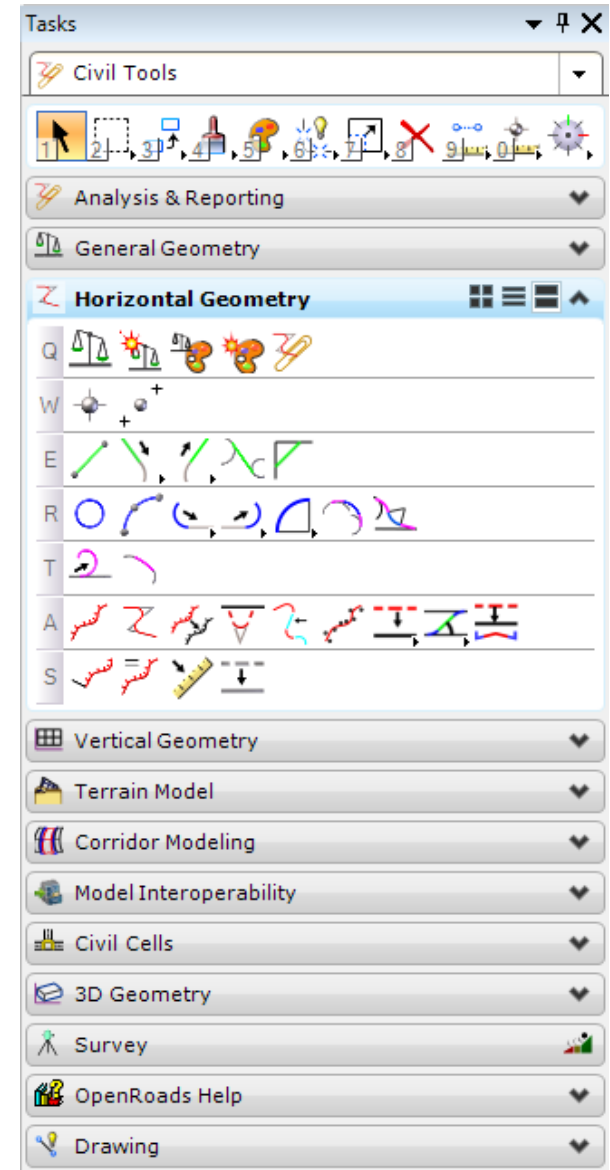 Tasks
Civil Tools
1 2 3 4 5 6 7 8 9 0
Analysis & Reporting
General Geometry
Horizontal Geometry
Q
W
E
R
T
A
S
Vertical Geometry
Terrain Model
Corridor Modeling
Model Interoperability
Civil Cells
3D Geometry
Survey
OpenRoads Help
Drawing